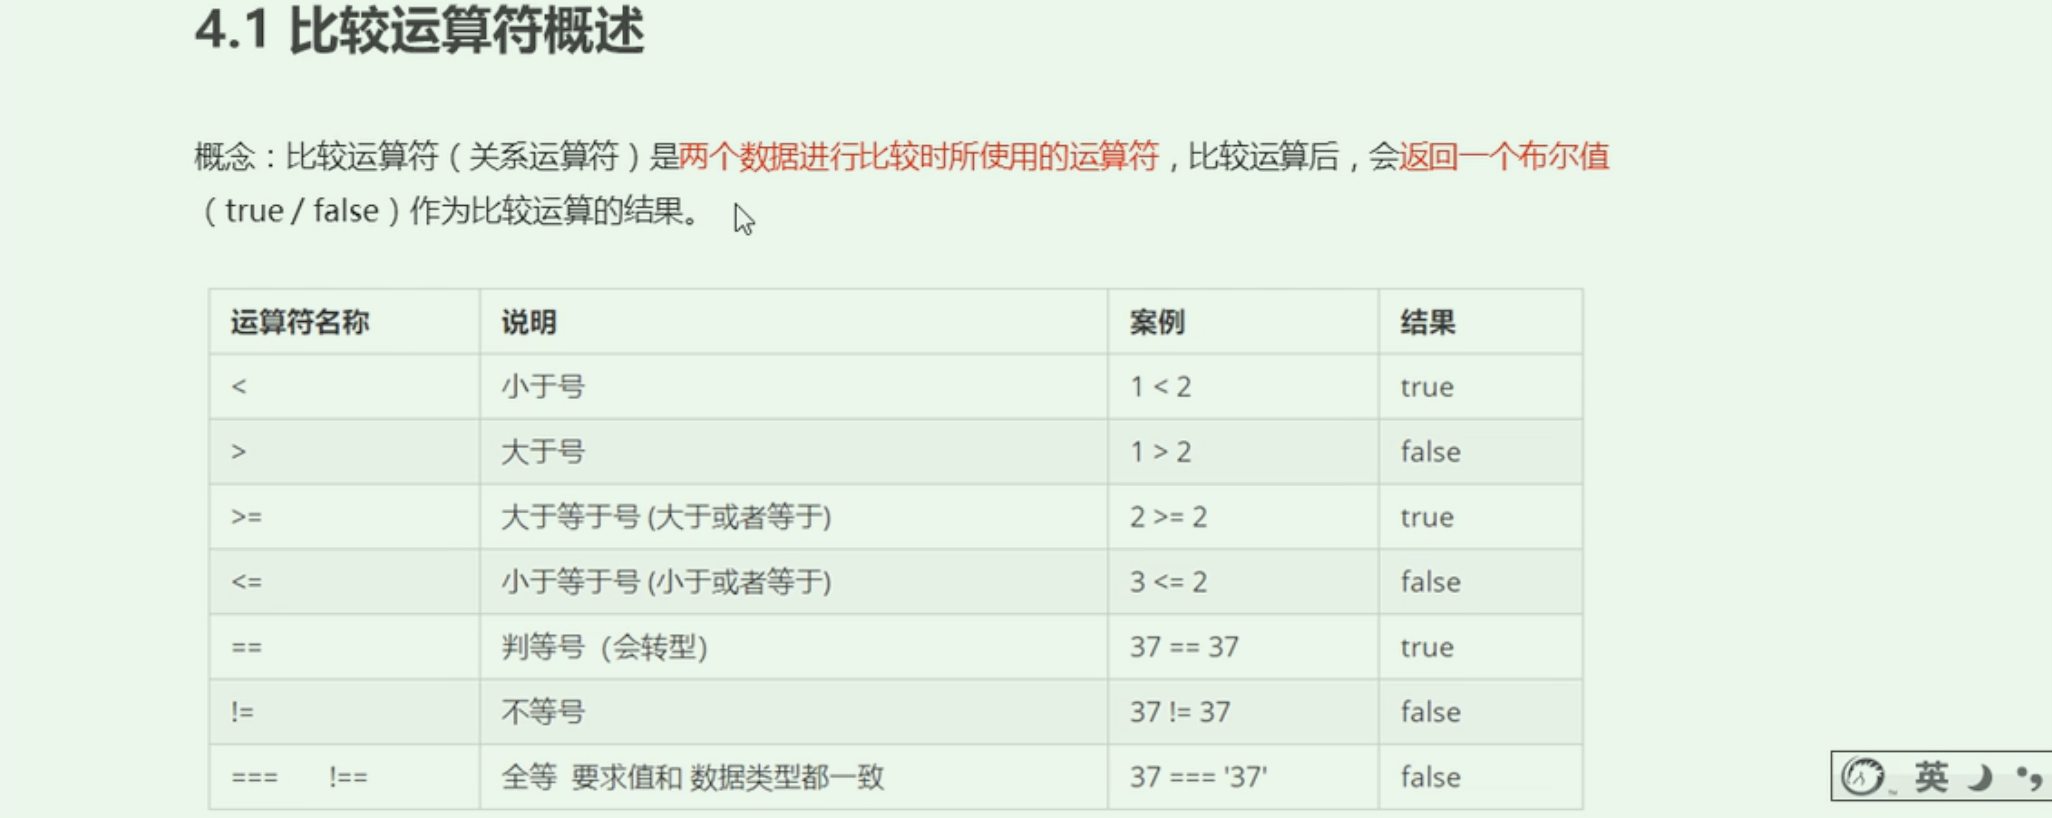 4.1 比较运算符概述
概念：比较运算符（关系运算符）是两个数据进行比较时所使用的运算符，比较运算后，会返回一个布尔值
（true / false）作为比较运算的结果。
运算符名称 说明 案例 结果
< 小于号 1 < 2 true
> 大于号 1 > 2 false
>= 大于等于号 (大于或者等于) 2 >= 2 true
<= 小于等于号 (小于或者等于) 3 <= 2 false
== 判等号（会转型） 37 == 37 true
!= 不等号 37 != 37 false
=== !== 全等 要求值和 数据类型都一致 37 === '37' false
英